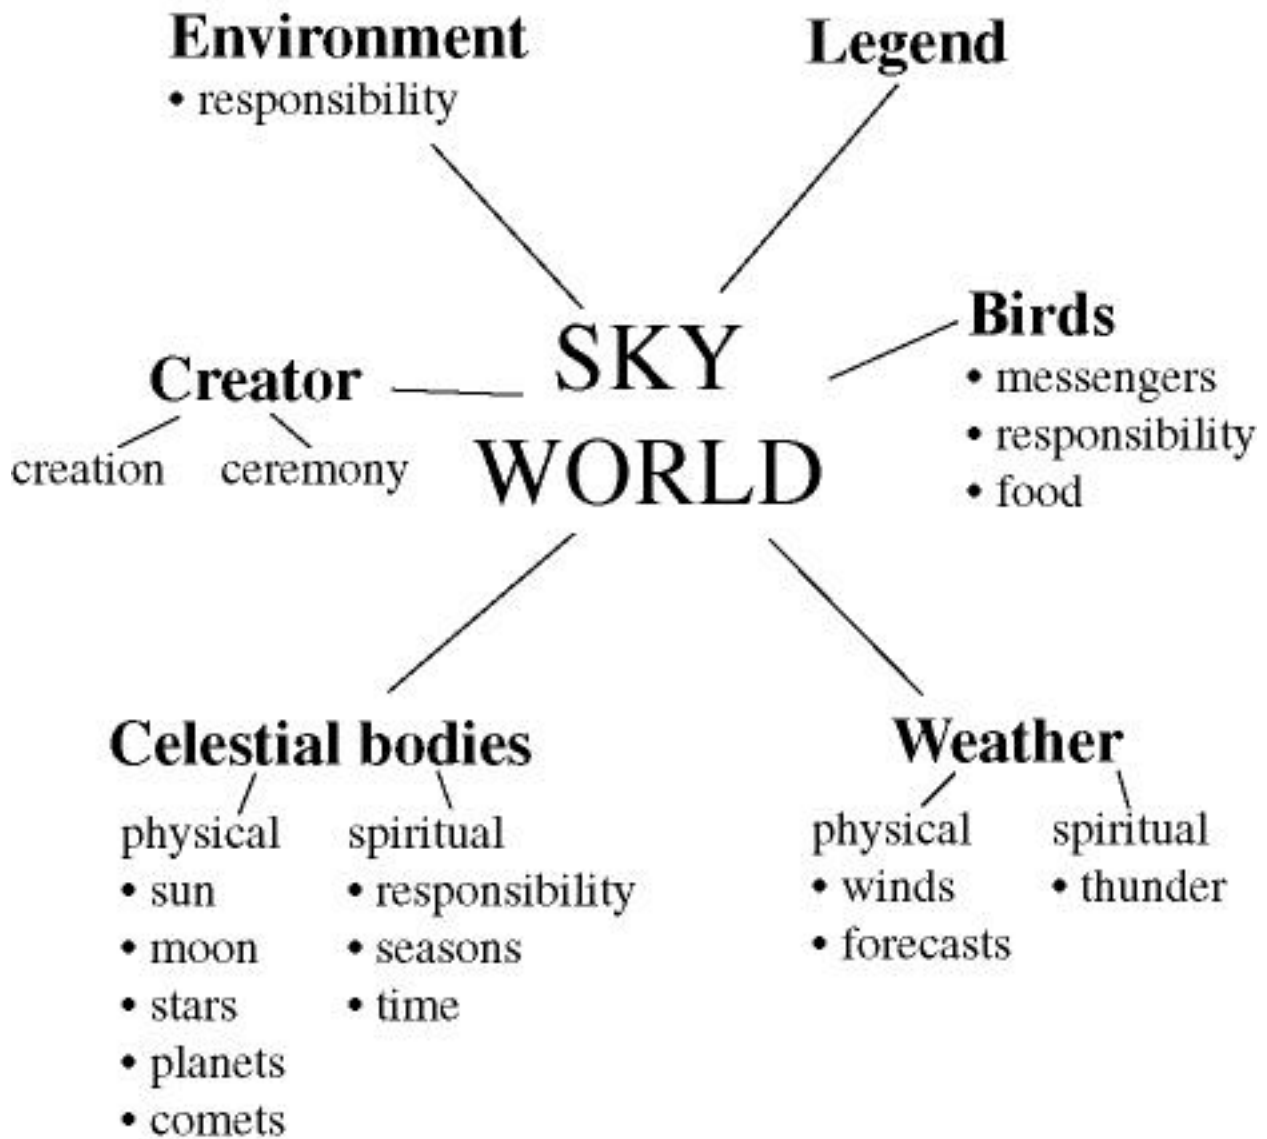 Environment
• responsibility
Legend
SKY
WORLD
Birds
• messengers
• responsibility
• food
Creator
creation
ceremony
Celestial bodies
physical
• sun
• moon
• stars
• planets
• comets
spiritual
• responsibility
• seasons
• time
Weather
physical
• winds
• forecasts
spiritual
• thunder